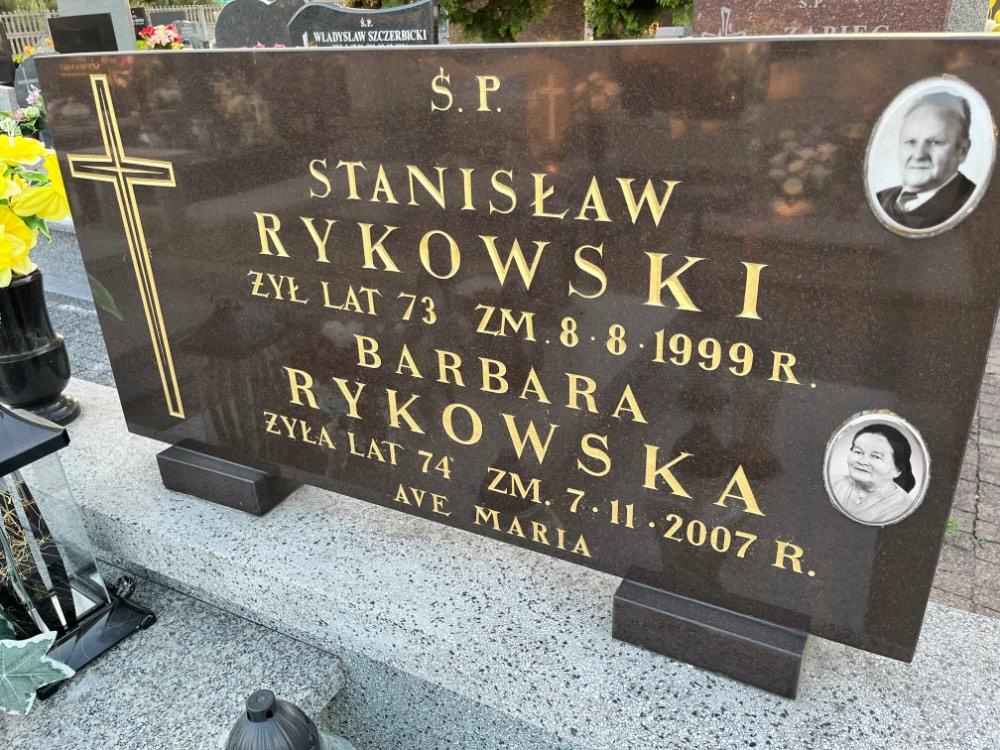 Ś.P.
WŁADYSŁAW SZCZERBICKI
Ś.P.
Ś.P.
STANISŁAW
RYKOWSKI
ŻYŁ LAT 73 ZM. 8·8·1999 R.
BARBARA
RYKOWSKA
ŻYŁA LAT 74 ZM. 7·11·2007 R.
AVE MARIA